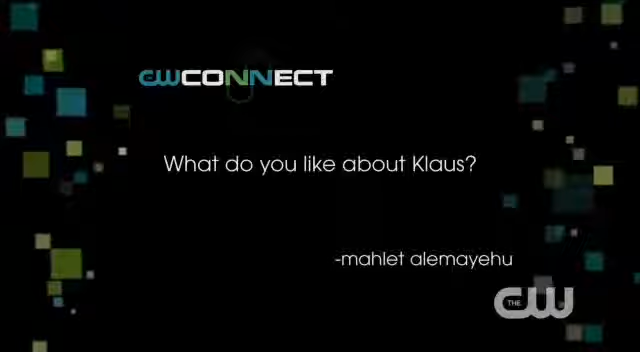 CWCONNECT
What do you like about Klaus?
-mahlet alemayehu
THE CW